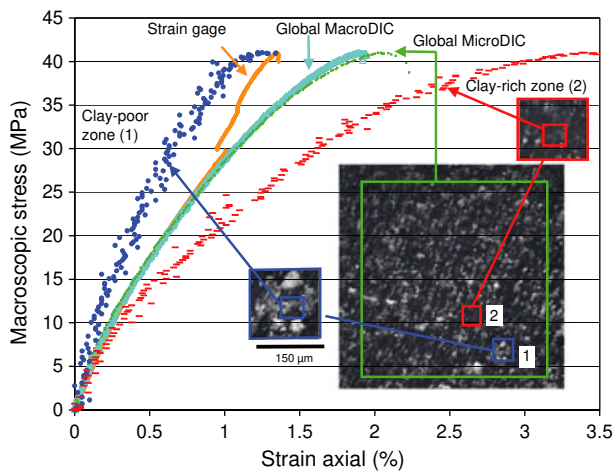 45
40
35
30
25
20
15
10
5
0
Macroscopic stress (MPa)
Strain gage
Global MacroDIC
Global MicroDIC
Clay-rich zone (2)
Clay-poor
zone (1)
2
1
150 µm
0
0.5
1
1.5
2
2.5
3
3.5
Strain axial (%)